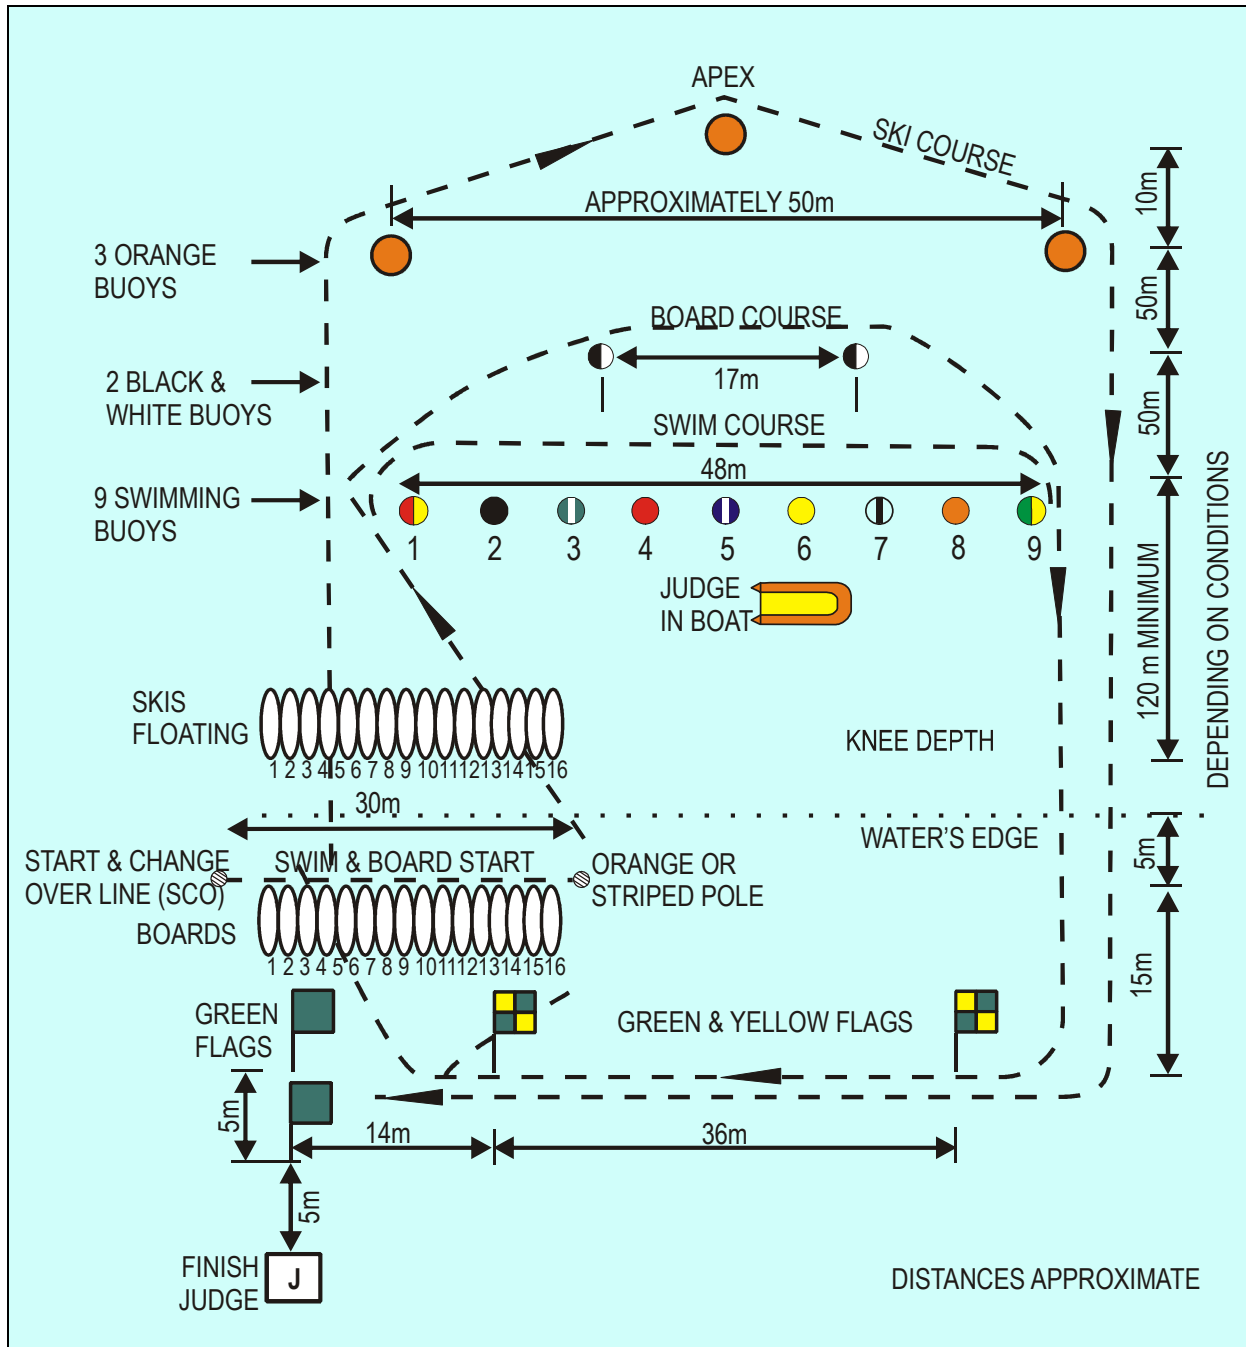 APEX
SKI COURSE
APPROXIMATELY 50m
10m
3 ORANGE
BUOYS
50m
BOARD COURSE
17m
2 BLACK &
WHITE BUOYS
50m
SWIM COURSE
48m
9 SWIMMING
BUOYS
1 2 3 4 5 6 7 8 9
JUDGE
IN BOAT
120 m MINIMUM
DEPENDING ON CONDITIONS
SKIS
FLOATING
KNEE DEPTH
1 2 3 4 5 6 7 8 9 10 11 12 13 14 15 16
30m
WATER'S EDGE
5m
START & CHANGE
OVER LINE (SCO)
SWIM & BOARD START
ORANGE OR
STRIPED POLE
BOARDS
1 2 3 4 5 6 7 8 9 10 11 12 13 14 15 16
15m
GREEN
FLAGS
GREEN & YELLOW FLAGS
5m
14m
36m
5m
FINISH
JUDGE
J
DISTANCES APPROXIMATE